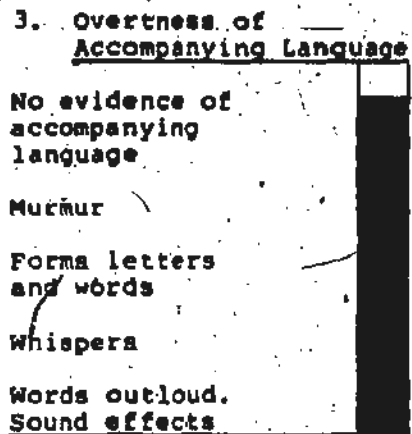 3. Overtness of
Accompanying Language
No evidence of
accompanying
language
Murmur
Forms letters
and words
Whispers
Words outloud.
Sound effects